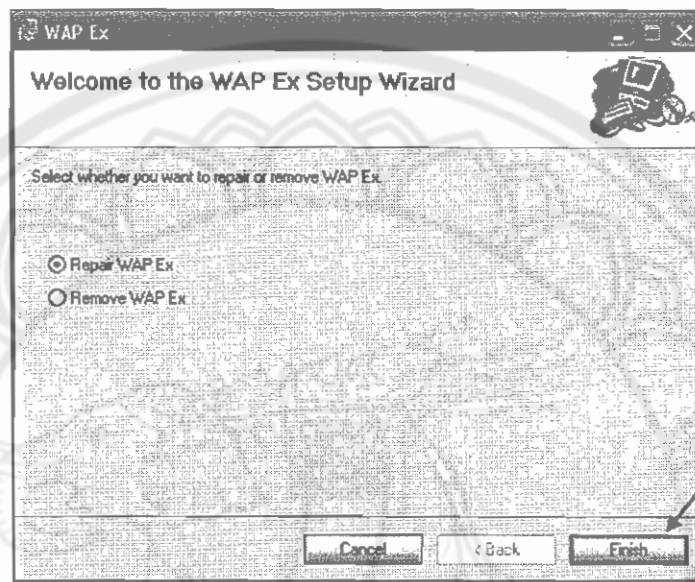 WAP Ex
Welcome to the WAP Ex Setup Wizard
Select whether you want to repair or remove WAP Ex.
Repair WAP Ex
Remove WAP Ex
Cancel
< Back
Finish